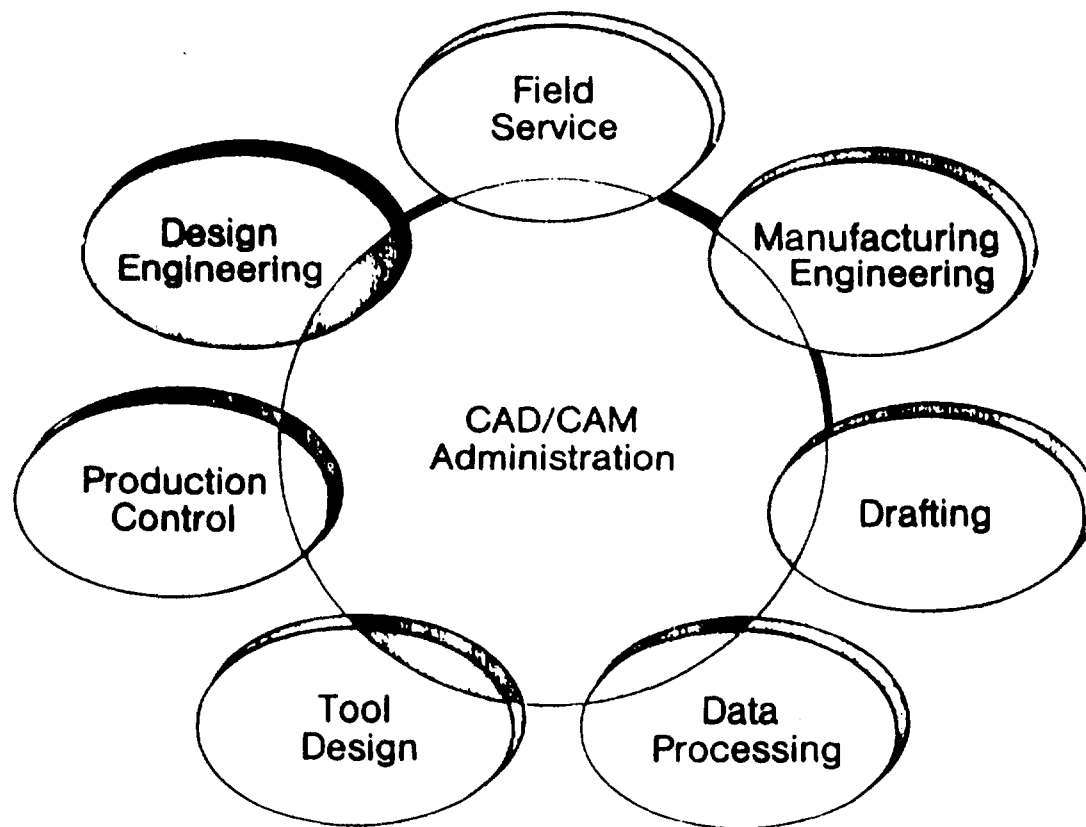 Field
Service
Design
Engineering
Manufacturing
Engineering
CAD/CAM
Administration
Production
Control
Drafting
Tool
Design
Data
Processing